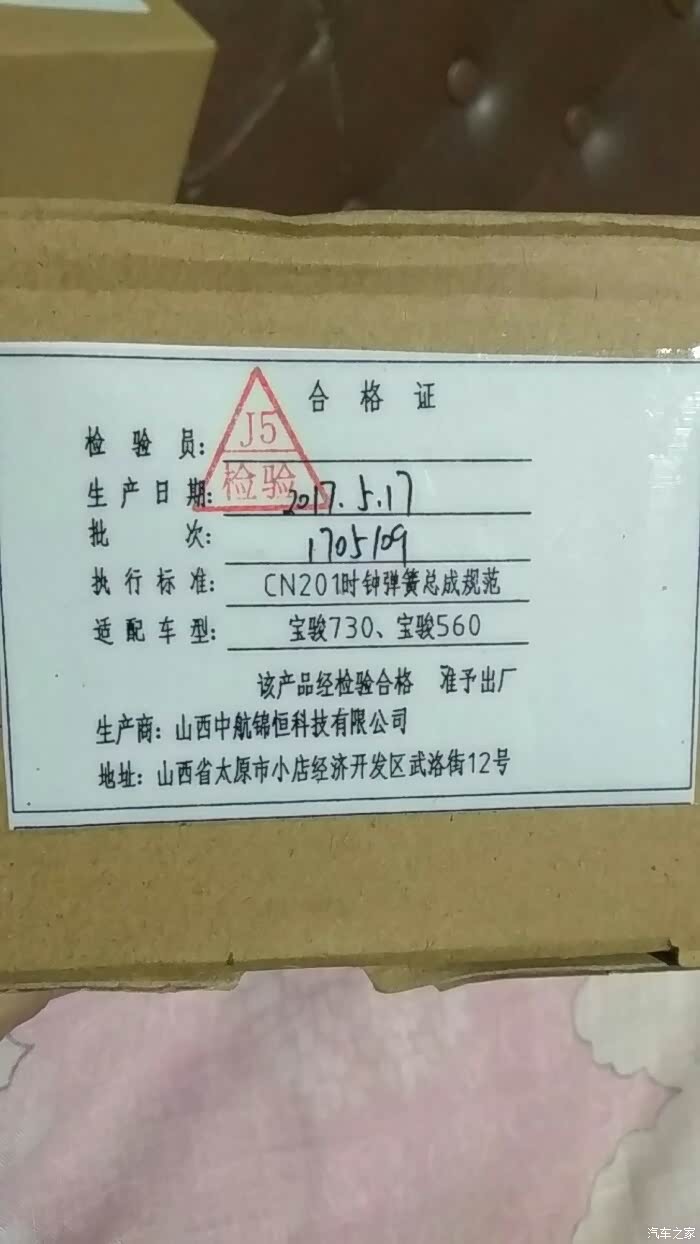 合格证
检验员：
J5
检验
生产日期：2017.5.17
批次：1705109
执行标准：CN201时钟弹簧总成规范
适配车型：宝骏730、宝骏560
该产品经检验合格 准予出厂
生产商：山西中航锦恒科技有限公司
地址：山西省太原市小店经济开发区武洛街12号
汽车之家